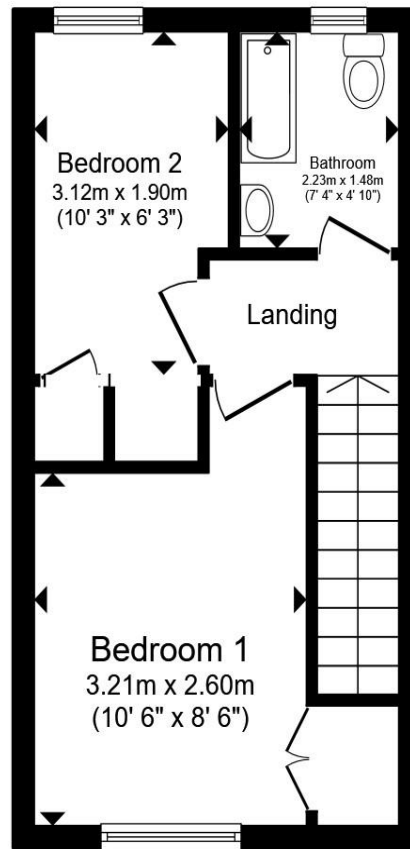 Bedroom 2
3.12m x 1.90m
(10' 3" x 6' 3")
Bathroom
2.23m x 1.48m
(7' 4" x 4' 10")
Landing
Bedroom 1
3.21m x 2.60m
(10' 6" x 8' 6")